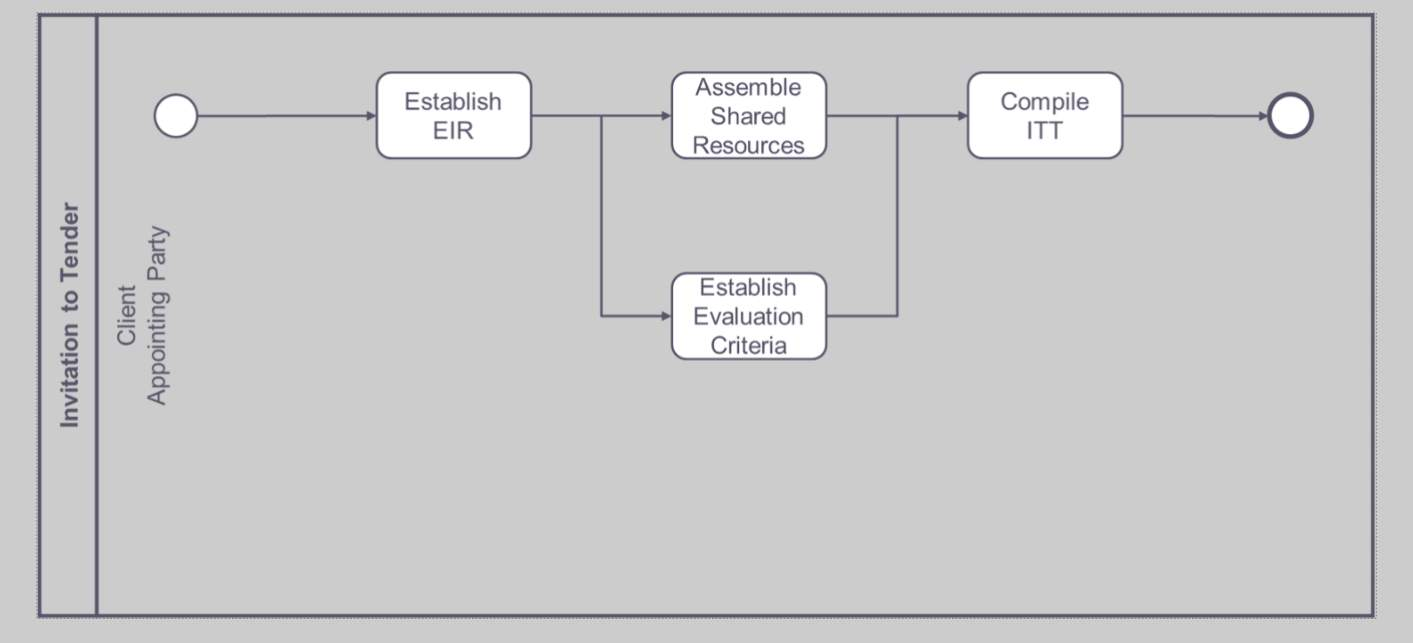 Invitation to Tender
Client
Appointing Party
Establish
EIR
Assemble
Shared
Resources
Compile
ITT
Establish
Evaluation
Criteria